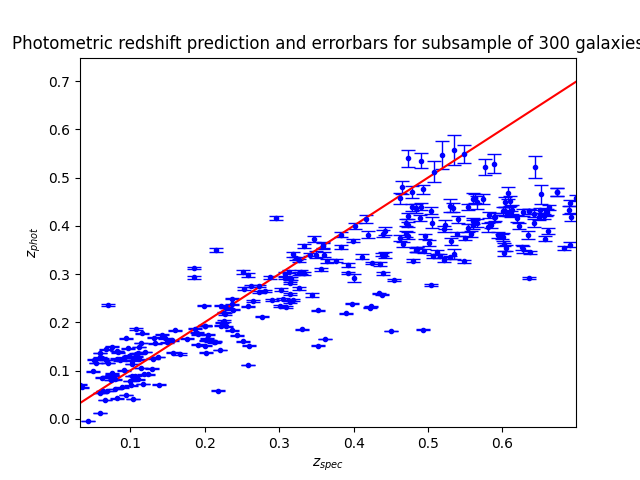 Photometric redshift prediction and errorbars for subsample of 300 galaxies
0.7
0.6
0.5
0.4
0.3
0.2
0.1
0.0
z_phot
0.1 0.2 0.3 0.4 0.5 0.6
z_spec